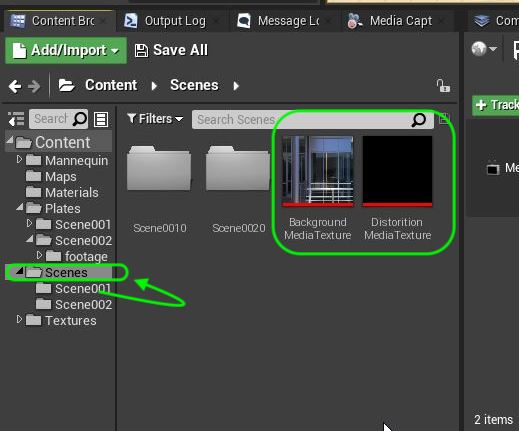 Content Bro
Output Log
Message Lo
Media Capt
Com
Add/Import
Save All
Content
Scenes
Track
Search
Filters
Search Scenes
Content
Mannequin
Maps
Materials
Plates
Scene001
Scene002
footage
Scenes
Scene001
Scene002
Textures
Scene0010
Scene0020
Background
MediaTexture
Distorition
MediaTexture
Me
2 items